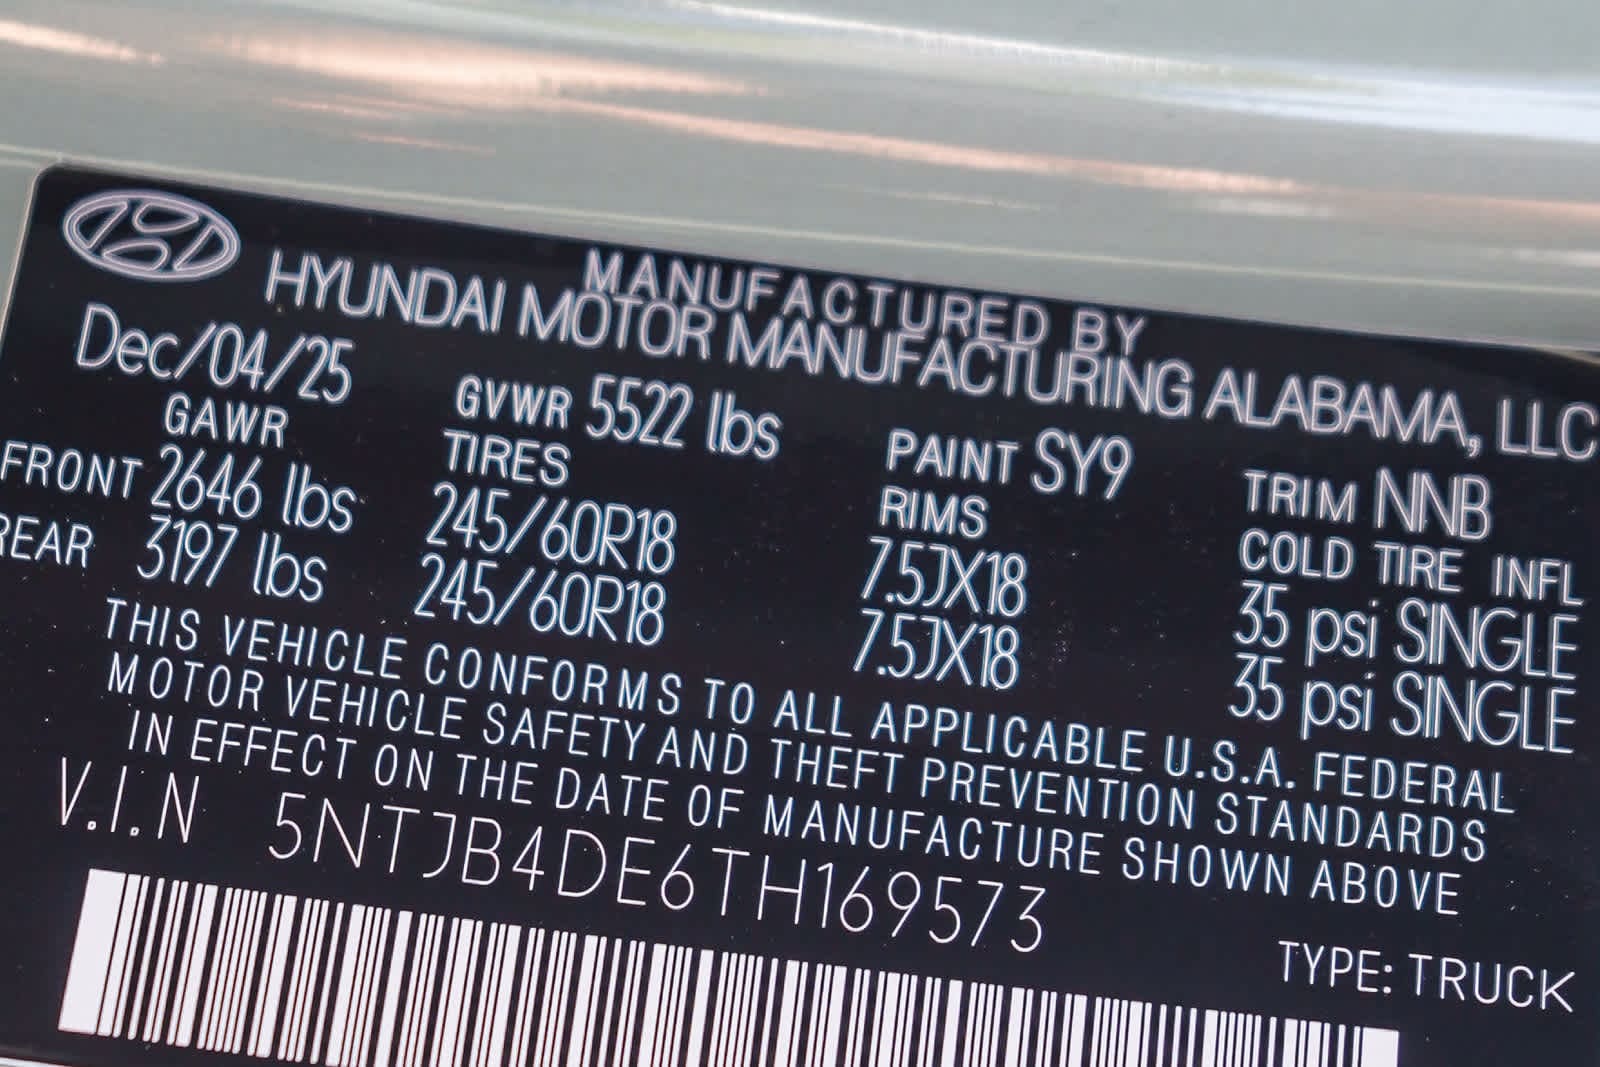 MANUFACTURED BY
HYUNDAI MOTOR MANUFACTURING ALABAMA, LLC
Dec/04/25 GVWR 5522 lbs PAINT SY9 TRIM NNB
GAWR TIRES RIMS COLD TIRE INFL
FRONT 2646 lbs 245/60R18 7.5JX18 35 psi SINGLE
REAR 3197 lbs 245/60R18 7.5JX18 35 psi SINGLE
THIS VEHICLE CONFORMS TO ALL APPLICABLE U.S.A. FEDERAL
MOTOR VEHICLE SAFETY AND THEFT PREVENTION STANDARDS
IN EFFECT ON THE DATE OF MANUFACTURE SHOWN ABOVE
V.I.N 5NTJB4DE6TH169573
TYPE: TRUCK